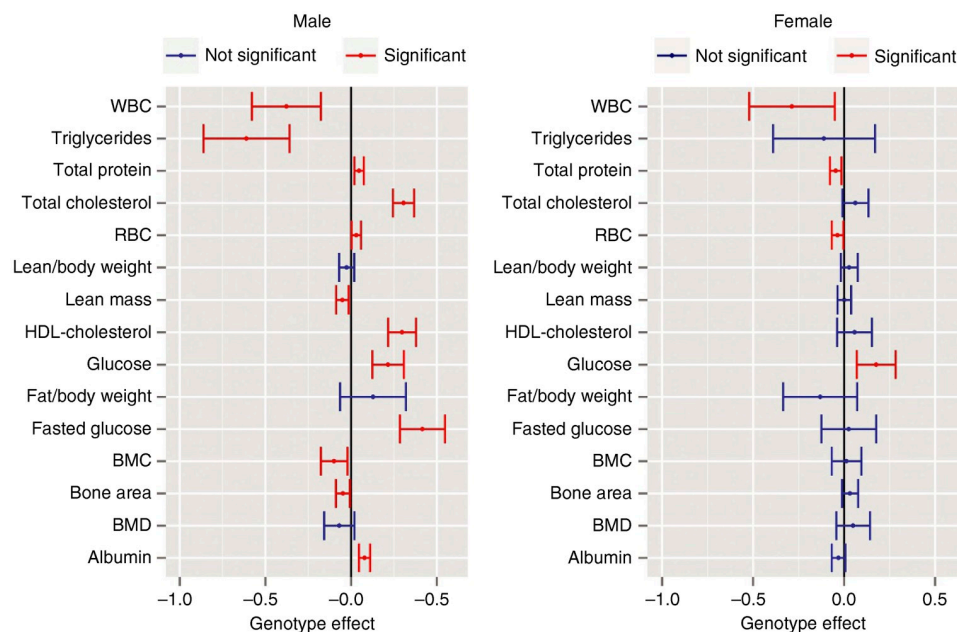 Male
Not significant
Significant
WBC
Triglycerides
Total protein
Total cholesterol
RBC
Lean/body weight
Lean mass
HDL-cholesterol
Glucose
Fat/body weight
Fasted glucose
BMC
Bone area
BMD
Albumin
–1.0 –0.5 –0.0 –0.5
Genotype effect
Female
Not significant
Significant
WBC
Triglycerides
Total protein
Total cholesterol
RBC
Lean/body weight
Lean mass
HDL-cholesterol
Glucose
Fat/body weight
Fasted glucose
BMC
Bone area
BMD
Albumin
–1.0 –0.5 0.0 0.5
Genotype effect